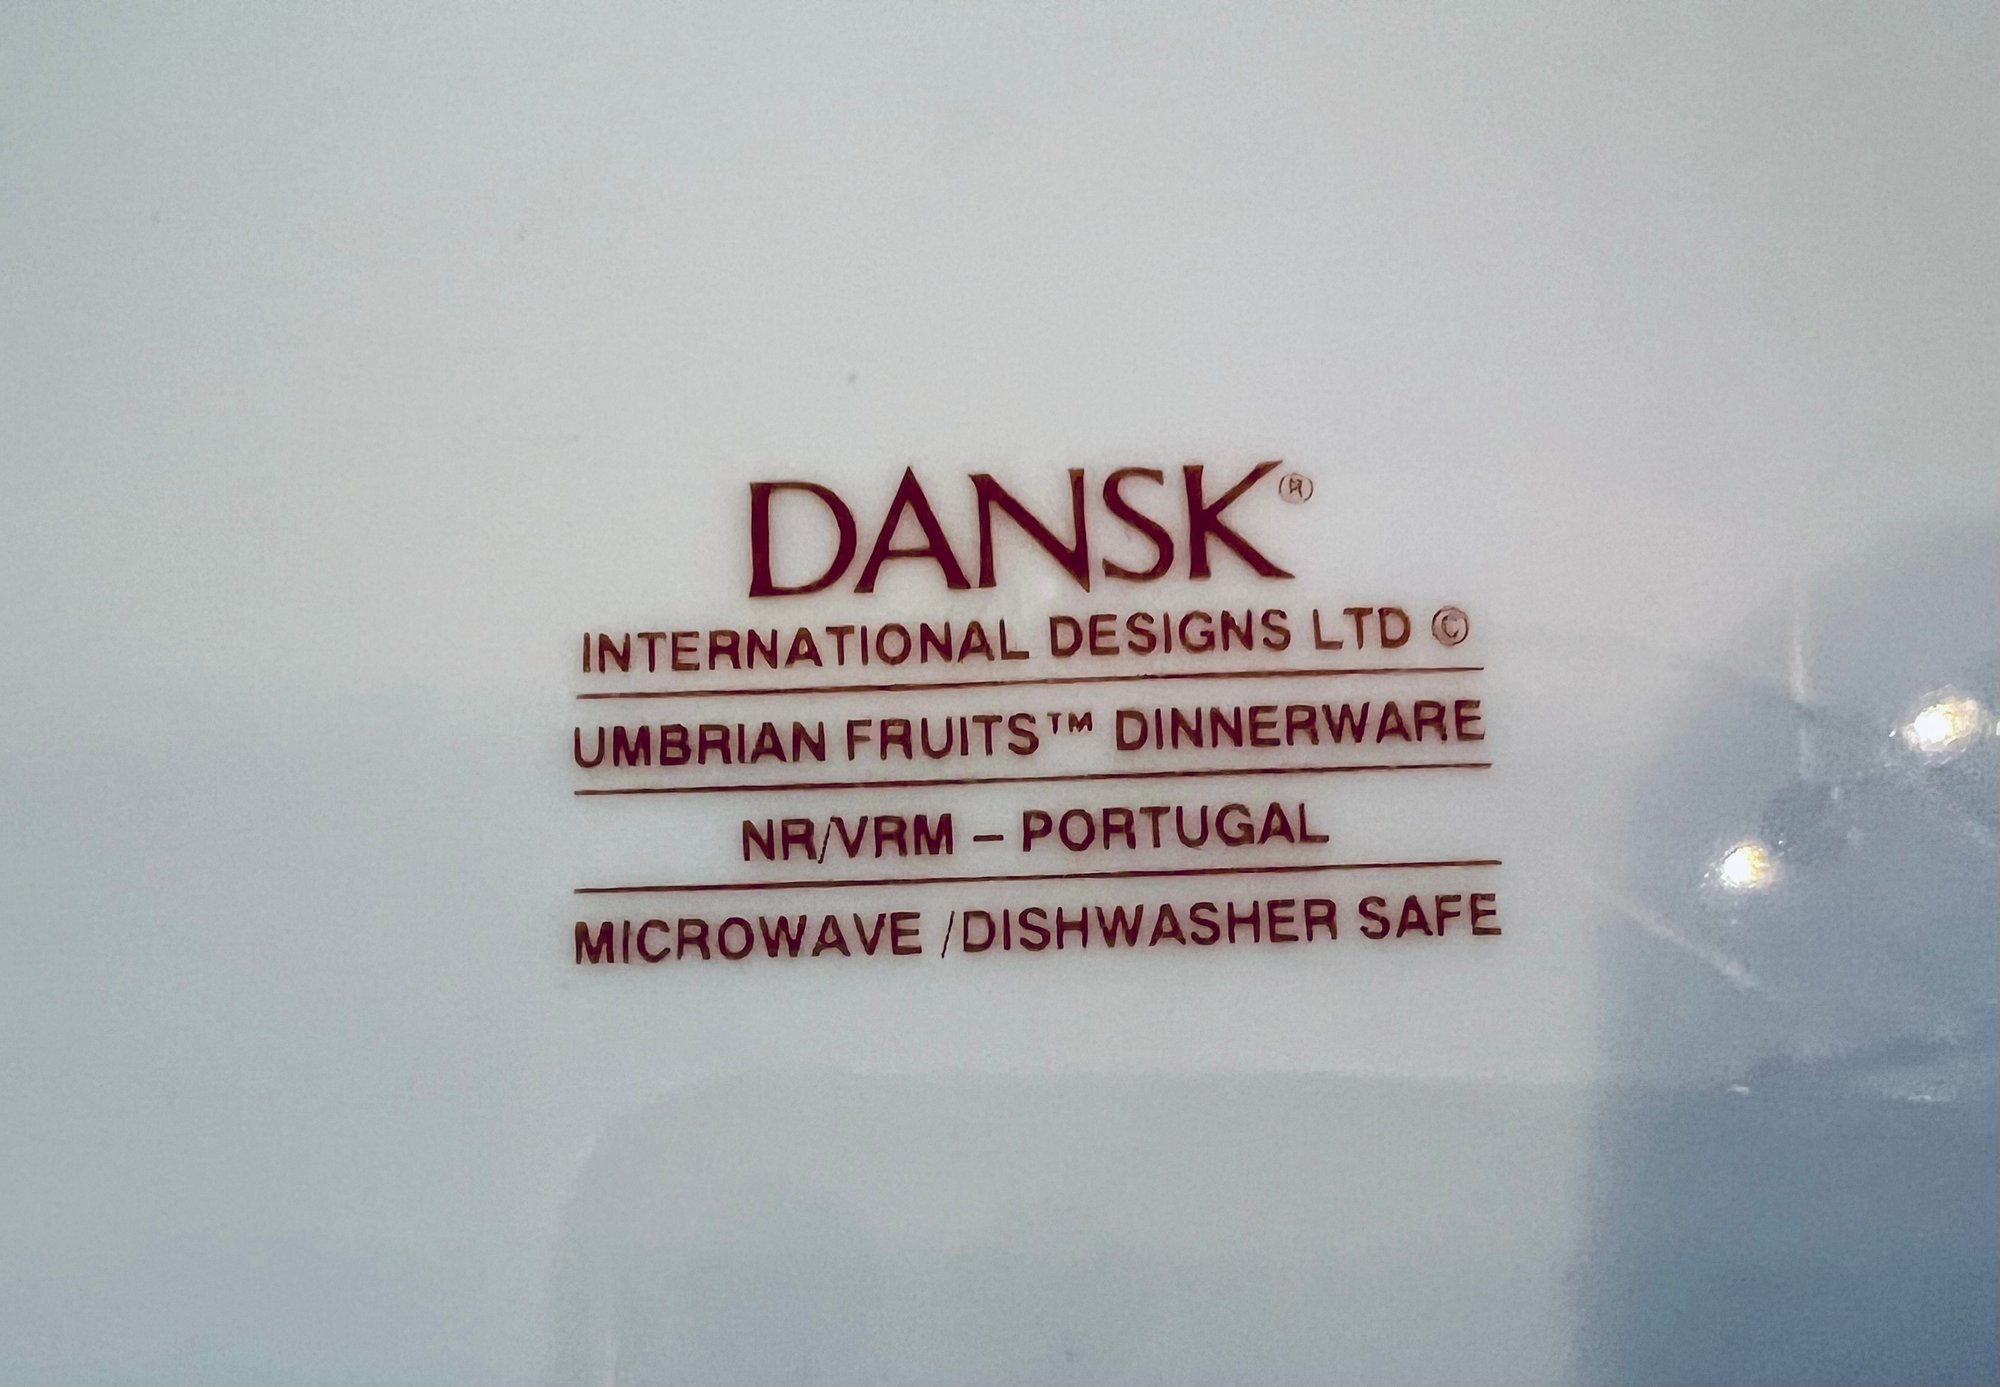 DANSK®
INTERNATIONAL DESIGNS LTD ©
UMBRIAN FRUITS™ DINNERWARE
NR/VRM – PORTUGAL
MICROWAVE /DISHWASHER SAFE